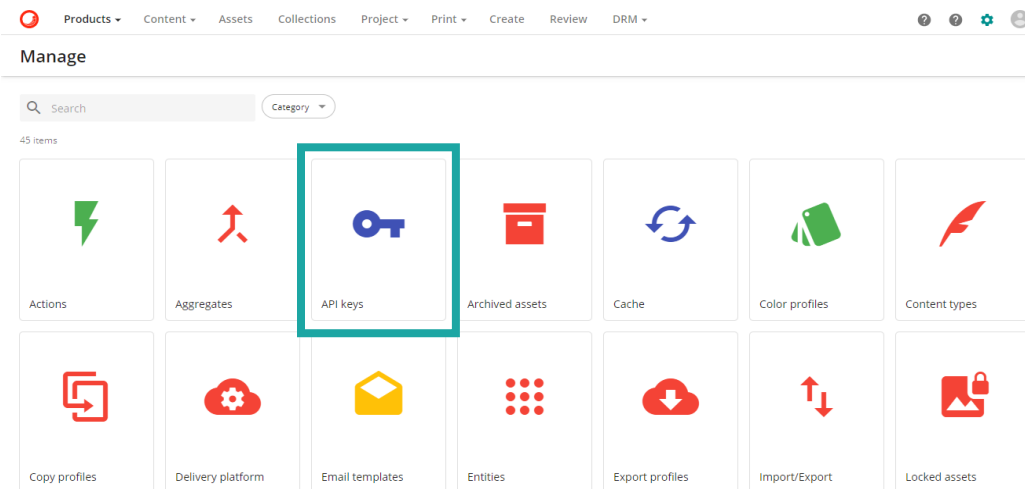 Products Content Assets Collections Project Print Create Review DRM
Manage
Search Category
45 items
Actions Aggregates API keys Archived assets Cache Color profiles Content types
Copy profiles Delivery platform Email templates Entities Export profiles Import/Export Locked assets